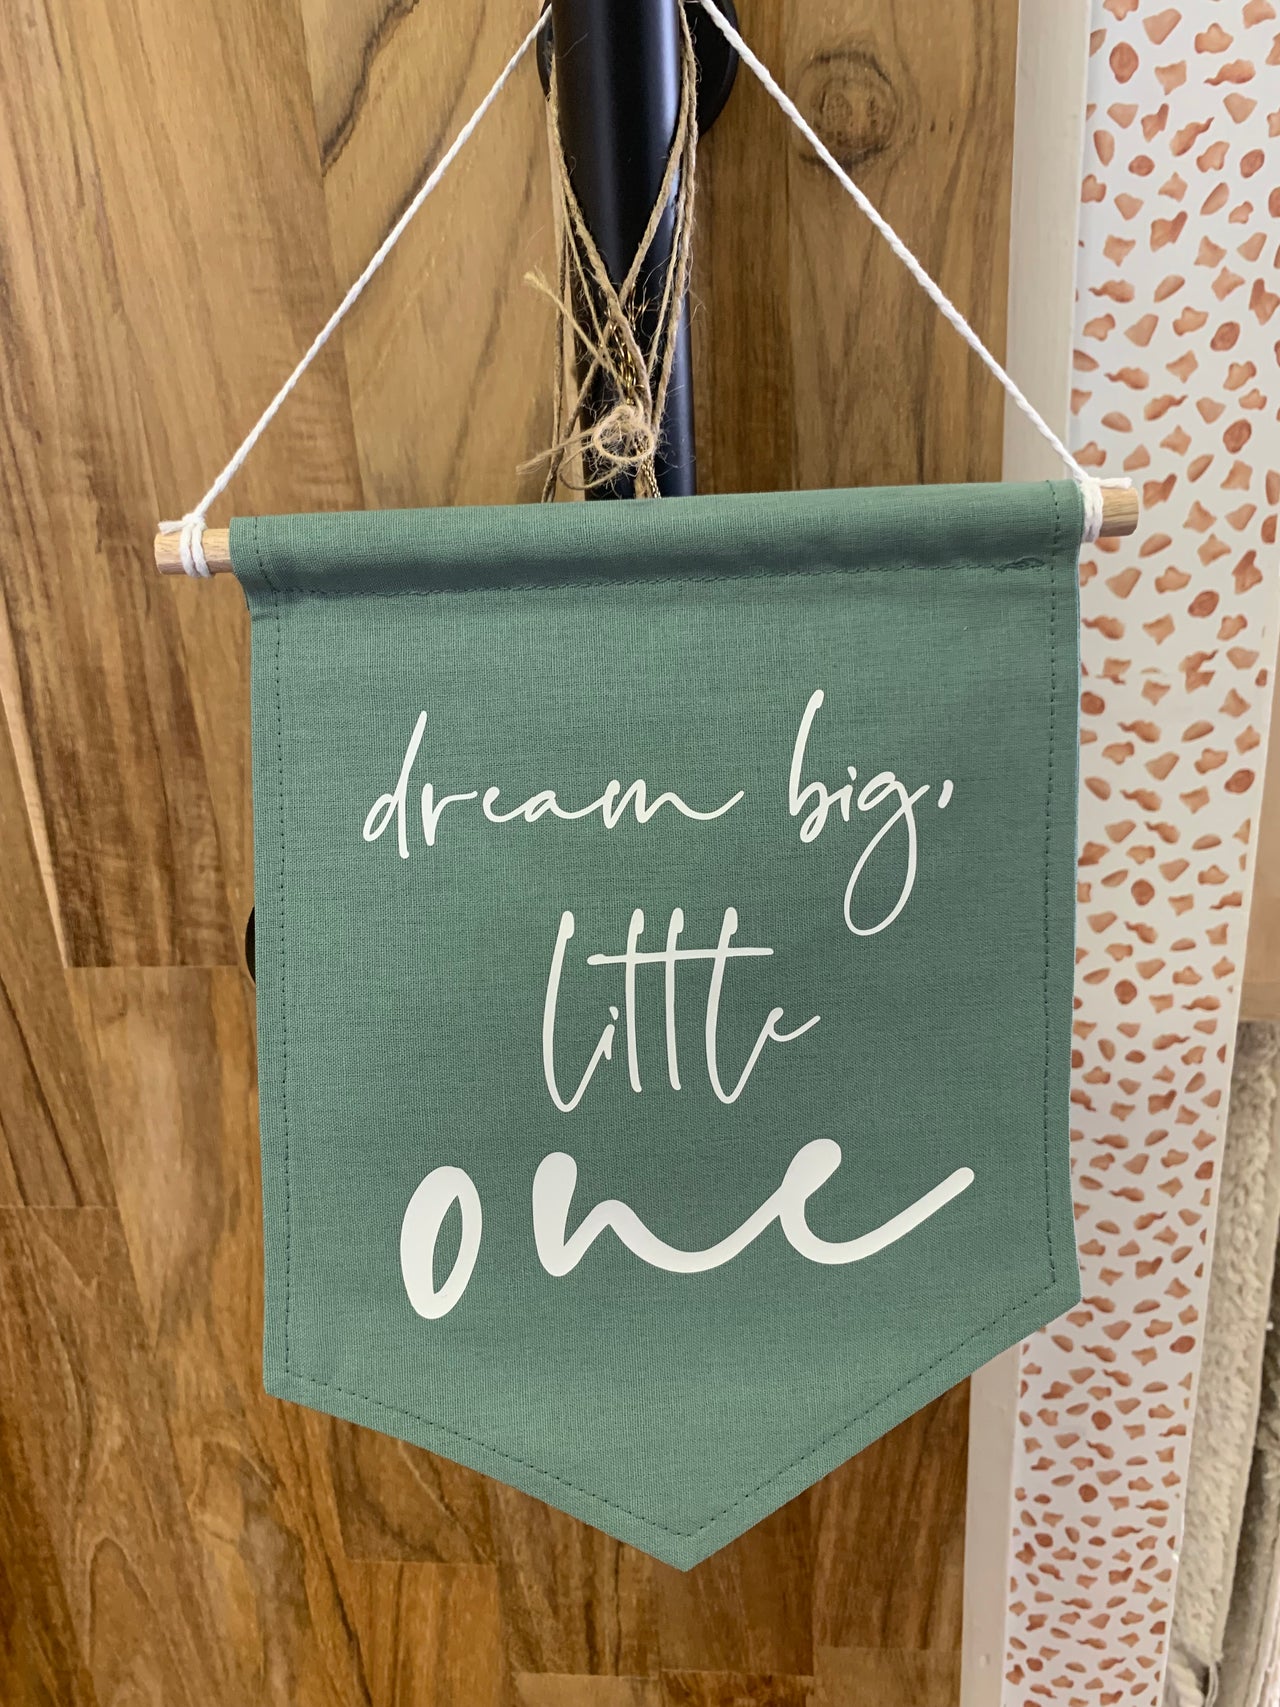 dream big,
little
one